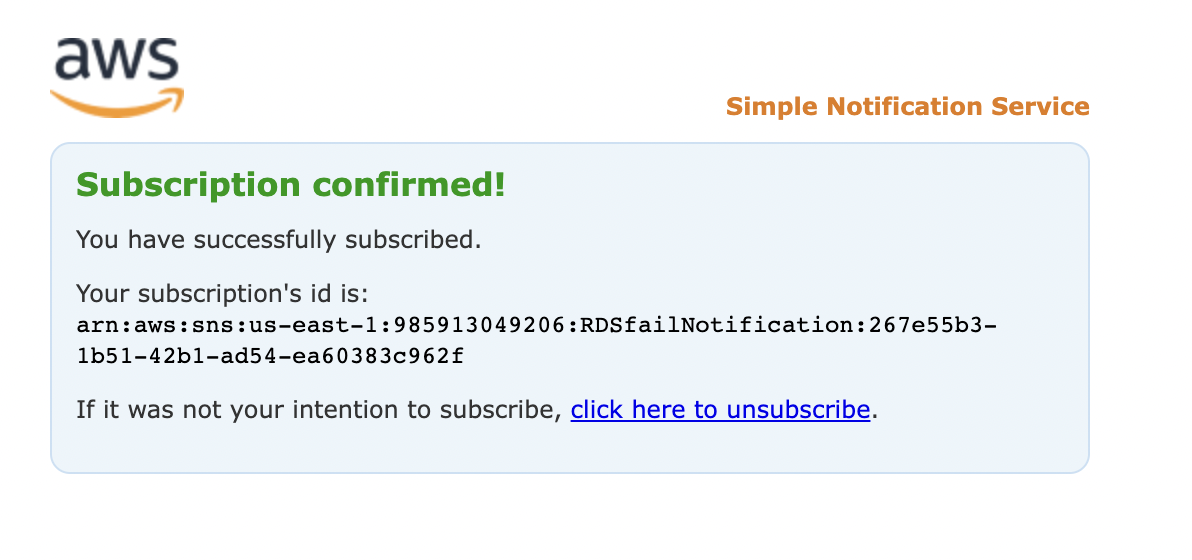 aws
Simple Notification Service
Subscription confirmed!
You have successfully subscribed.
Your subscription's id is:
arn:aws:sns:us-east-1:985913049206:RDSfailNotification:267e55b3-
1b51-42b1-ad54-ea60383c962f
If it was not your intention to subscribe, click here to unsubscribe.